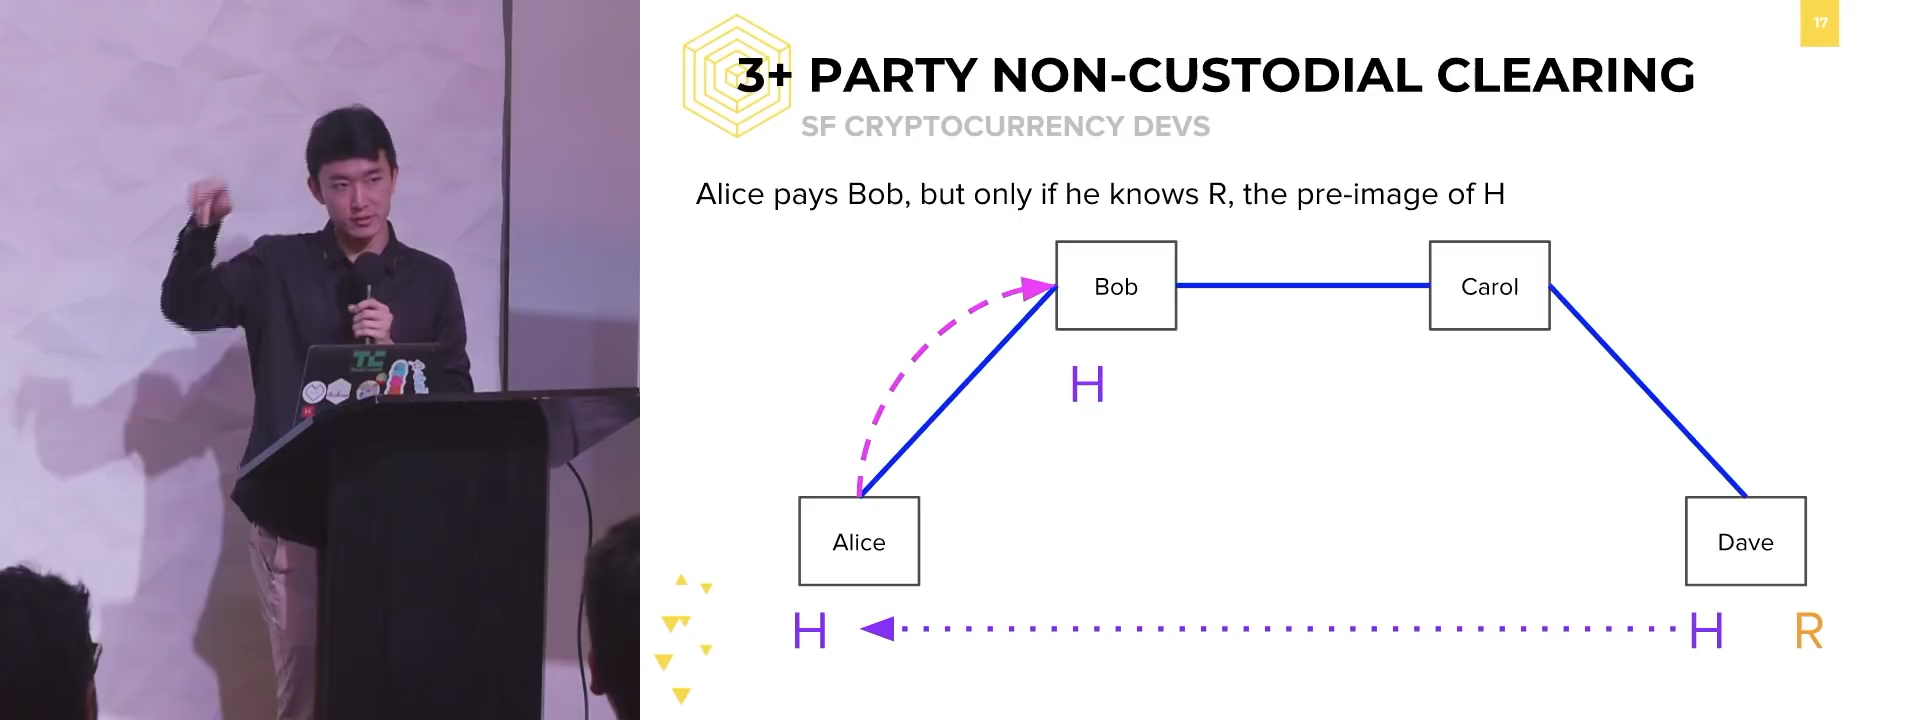 TC
17
3+ PARTY NON-CUSTODIAL CLEARING
SF CRYPTOCURRENCY DEVS
Alice pays Bob, but only if he knows R, the pre-image of H
Bob
Carol
H
Alice
Dave
H
H
R
H